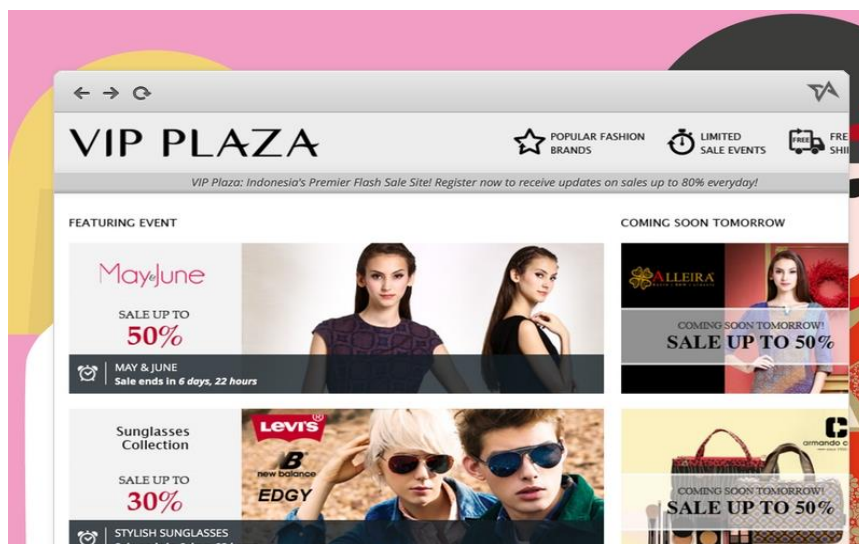 VIP PLAZA
POPULAR FASHION
BRANDS
LIMITED
SALE EVENTS
FREE
VIP Plaza: Indonesia's Premier Flash Sale Site! Register now to receive updates on sales up to 80% everyday!
FEATURING EVENT
COMING SOON TOMORROW
May&June
SALE UP TO
50%
MAY & JUNE
Sale ends in 6 days, 22 hours
ALLEIRA
COMING SOON TOMORROW!
SALE UP TO 50%
Sunglasses
Collection
SALE UP TO
30%
STYLISH SUNGLASSES
LEVI'S
new balance
EDGY
armando
COMING SOON TOMORROW!
SALE UP TO 50%